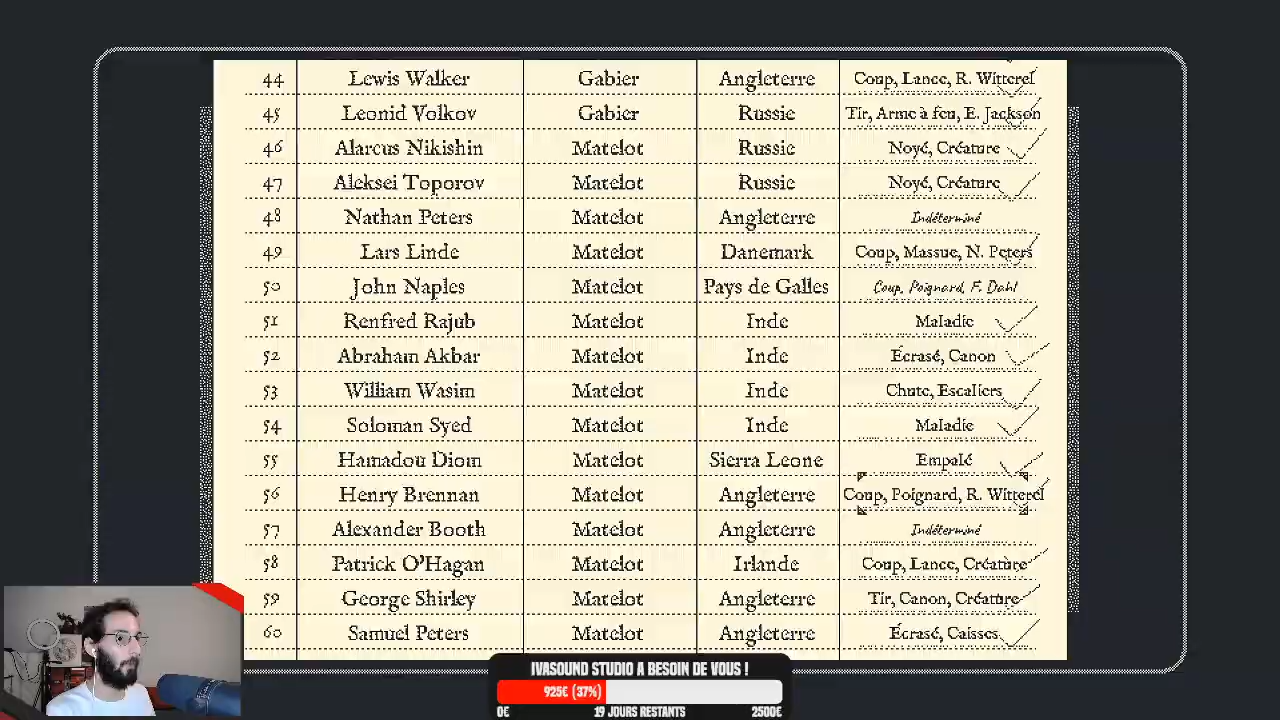 44 Lewis Walker Gabier Angleterre Coup, Lance, R. Witterel
45 Leonid Volkov Gabier Russie Tir, Arme à feu, E. Jackson
46 Alarcus Nikishin Matelot Russie Noyé, Créature
47 Aleksei Toporov Matelot Russie Noyé, Créature
48 Nathan Peters Matelot Angleterre Indéterminé
49 Lars Linde Matelot Danemark Coup, Massue, N. Peters
50 John Naples Matelot Pays de Galles Coup, Poignard, F. Dahl
51 Renfred Rajub Matelot Inde Maladie
52 Abraham Akbar Matelot Inde Écrasé, Canon
53 William Wasim Matelot Inde Chute, Escaliers
54 Soloman Syed Matelot Inde Maladie
55 Hamadou Diom Matelot Sierra Leone Empalé
56 Henry Brennan Matelot Angleterre Coup, Poignard, R. Witterel
57 Alexander Booth Matelot Angleterre Indéterminé
58 Patrick O'Hagan Matelot Irlande Coup, Lance, Créature
59 George Shirley Matelot Angleterre Tir, Canon, Créature
60 Samuel Peters Matelot Angleterre Écrasé, Caisses
IVASOUND STUDIO A BESOIN DE VOUS !
925€ (37%)
0€ 19 JOURS RESTANTS 2500€